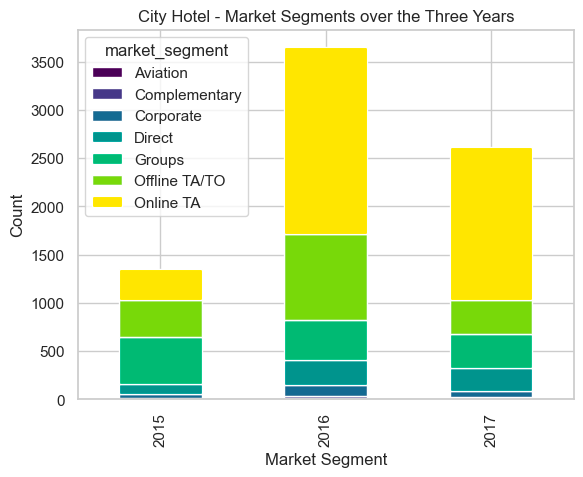 City Hotel - Market Segments over the Three Years
market_segment
Aviation
Complementary
Corporate
Direct
Groups
Offline TA/TO
Online TA
3500
3000
2500
2000
1500
1000
500
0
Count
2015
2016
2017
Market Segment